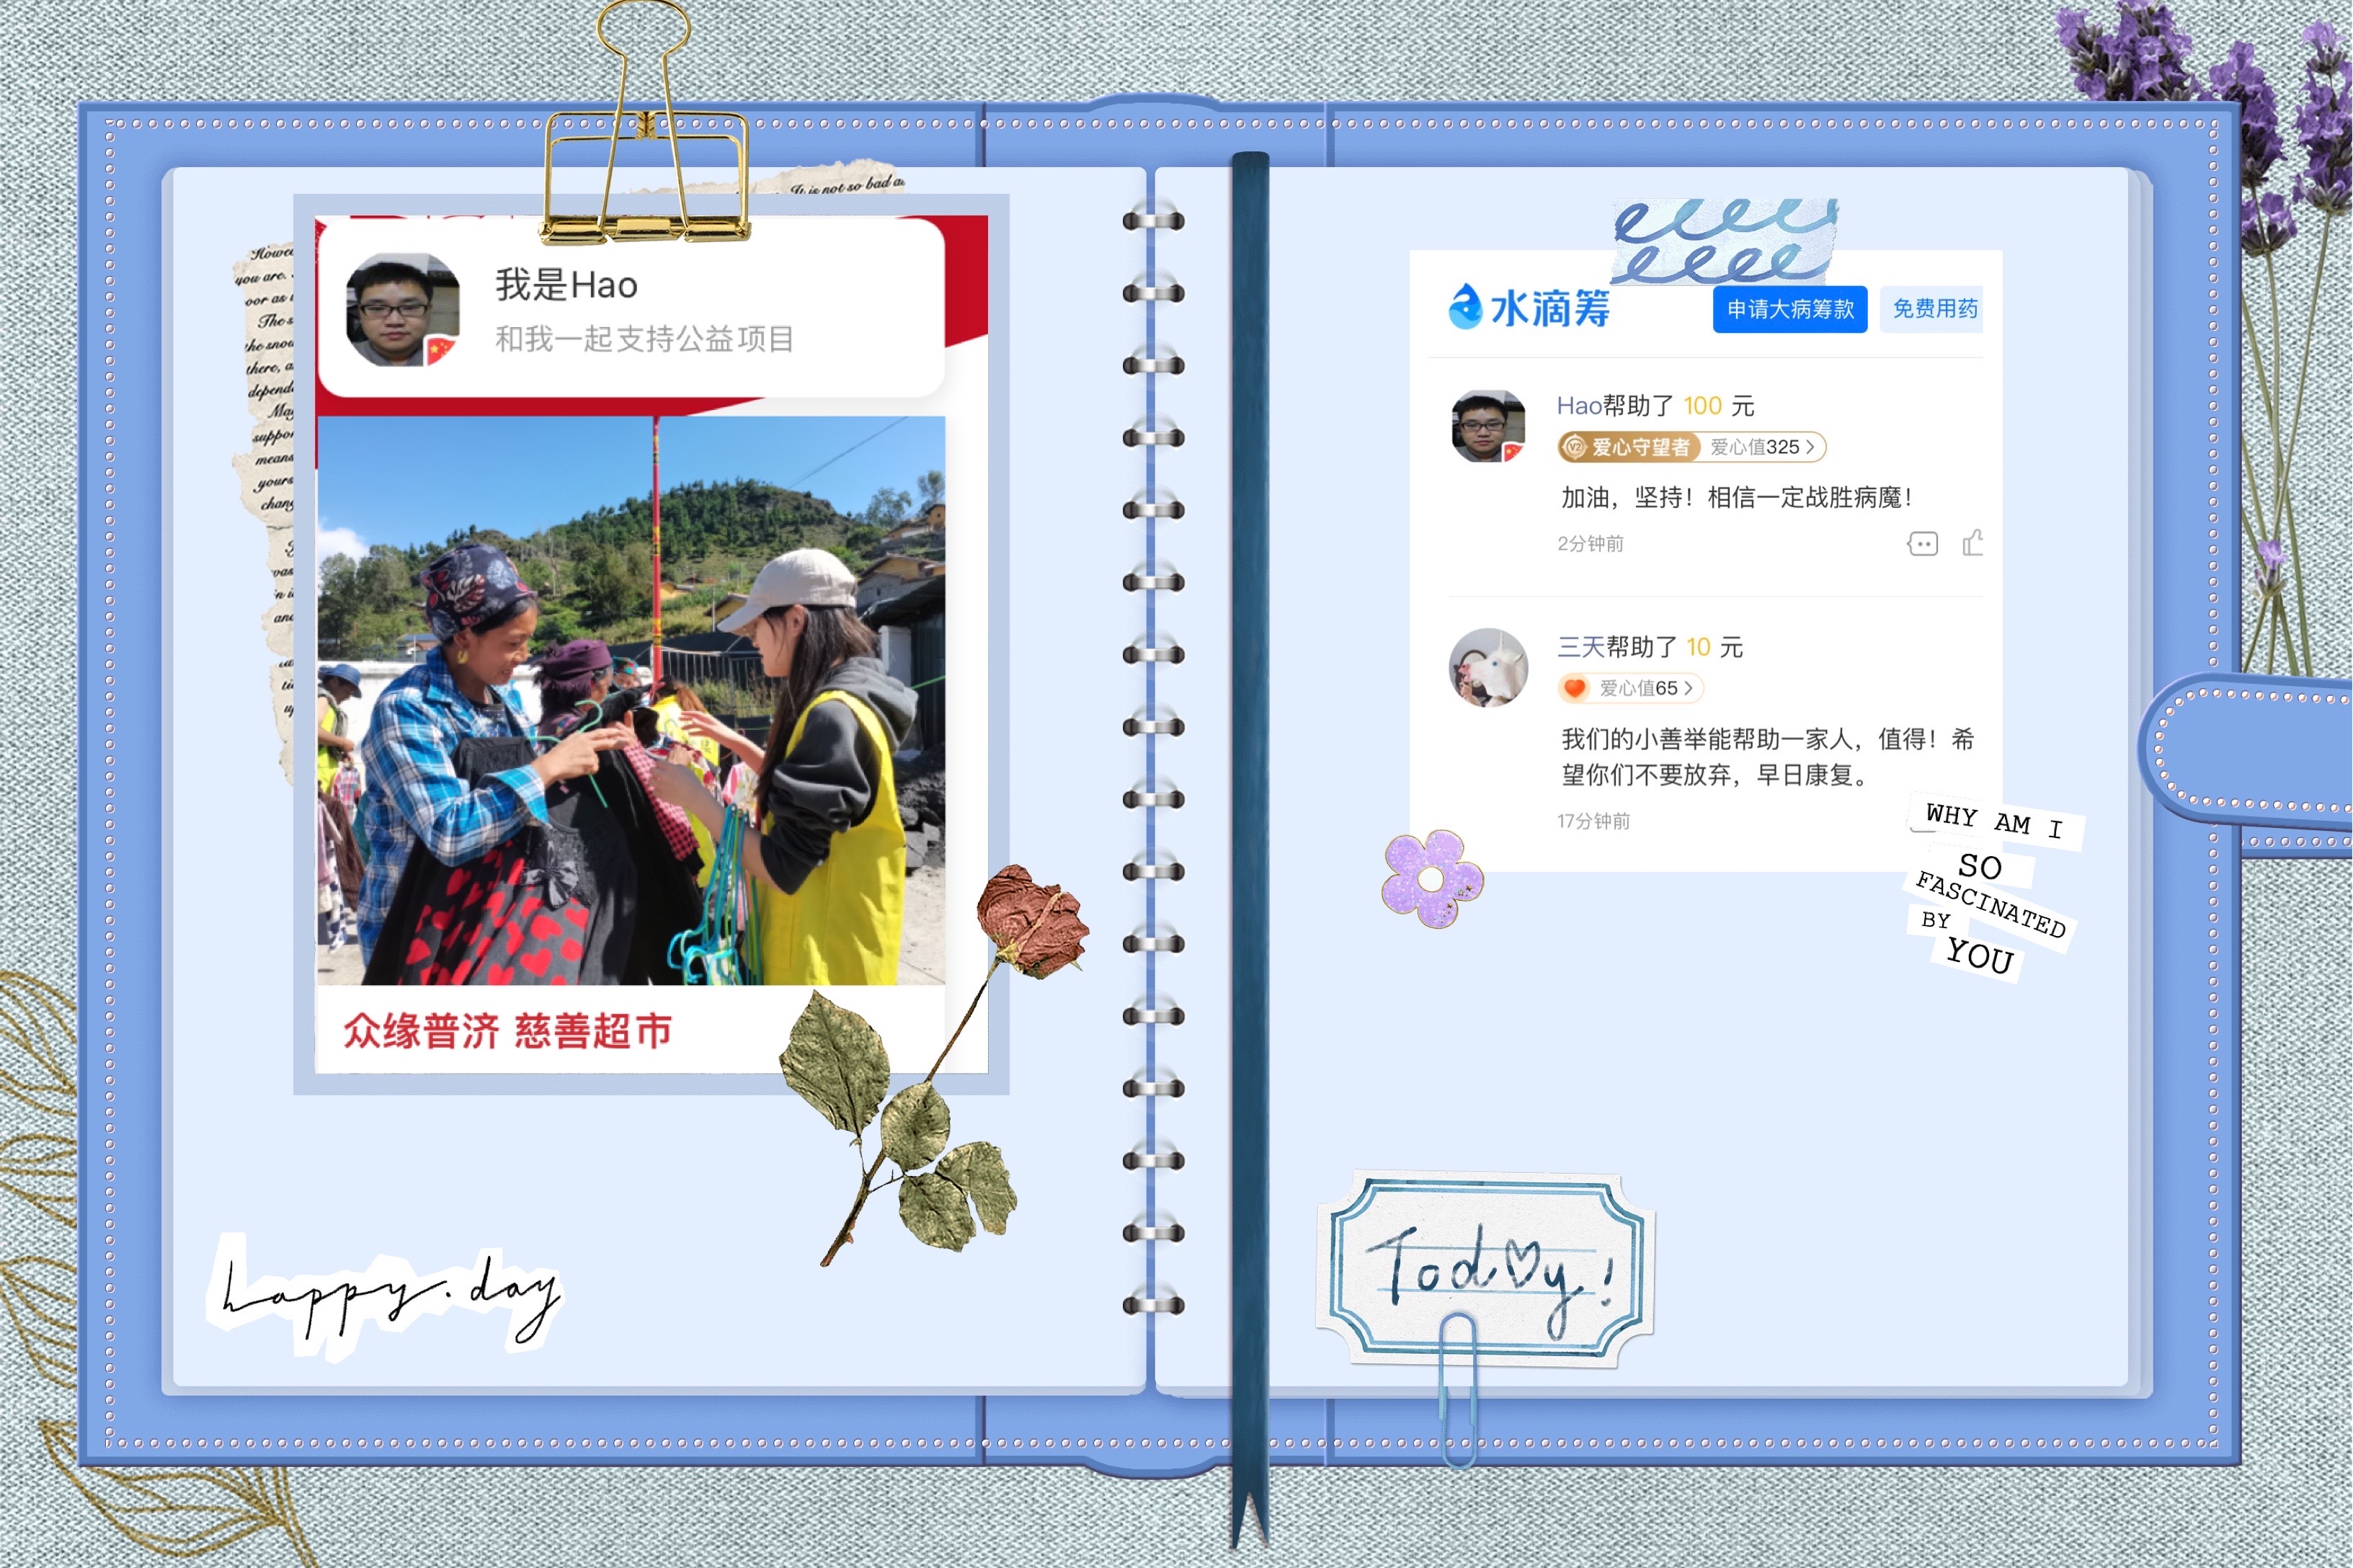 It is not so bad as
you are.
The s
the snow
there, a
depend
suppor
means
yours
chang
and
我是Hao
和我一起支持公益项目
众缘普济 慈善超市
happy.day
水滴筹
申请大病筹款
免费用药
Hao帮助了 100 元
V2 爱心守望者 爱心值325
加油，坚持！相信一定战胜病魔！
2分钟前
三天帮助了 10 元
爱心值65
我们的小善举能帮助一家人，值得！希
望你们不要放弃，早日康复。
17分钟前
WHY AM I
SO
FASCINATED
BY
YOU
Today!